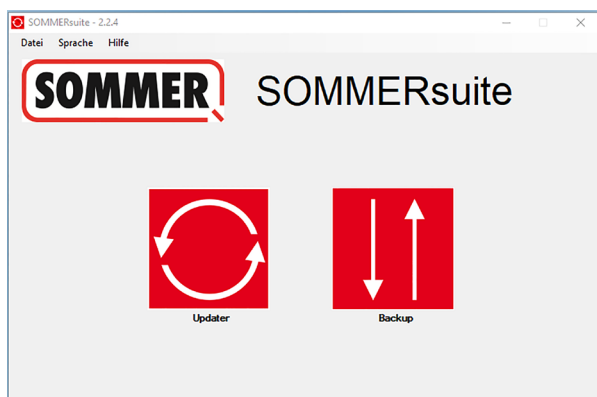 SOMMERsuite - 2.2.4
Datei Sprache Hilfe
SOMMER SOMMERsuite
Updater Backup